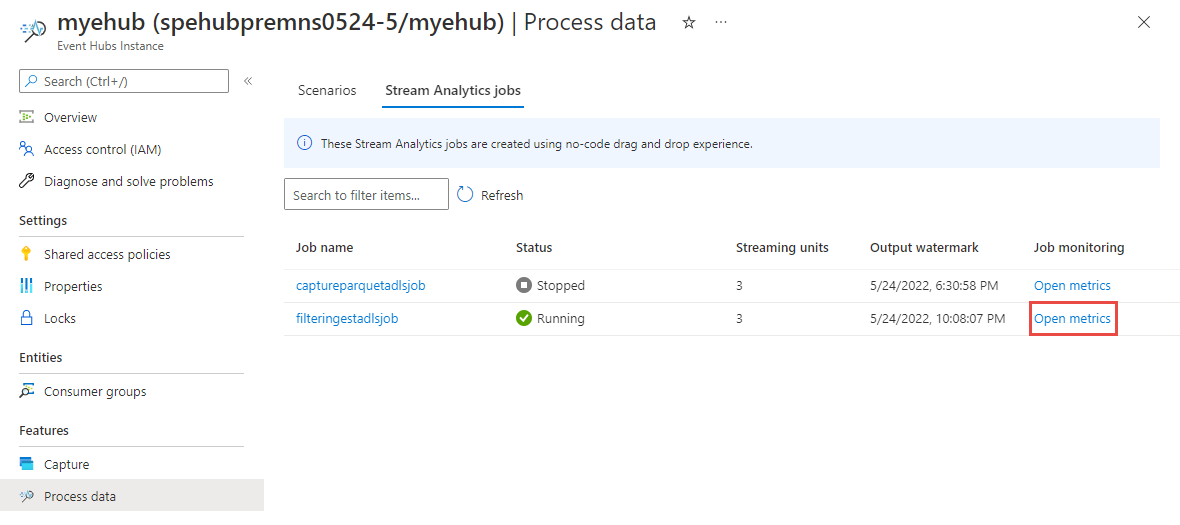 myehub (spehubpremns0524-5/myehub) | Process data
Event Hubs Instance
Search (Ctrl+/)
Overview
Access control (IAM)
Diagnose and solve problems
Settings
Shared access policies
Properties
Locks
Entities
Consumer groups
Features
Capture
Process data
Scenarios Stream Analytics jobs
These Stream Analytics jobs are created using no-code drag and drop experience.
Search to filter items... Refresh
Job name Status Streaming units Output watermark Job monitoring
captureparquetadlsjob Stopped 3 5/24/2022, 6:30:58 PM Open metrics
filteringestadlsjob Running 3 5/24/2022, 10:08:07 PM Open metrics